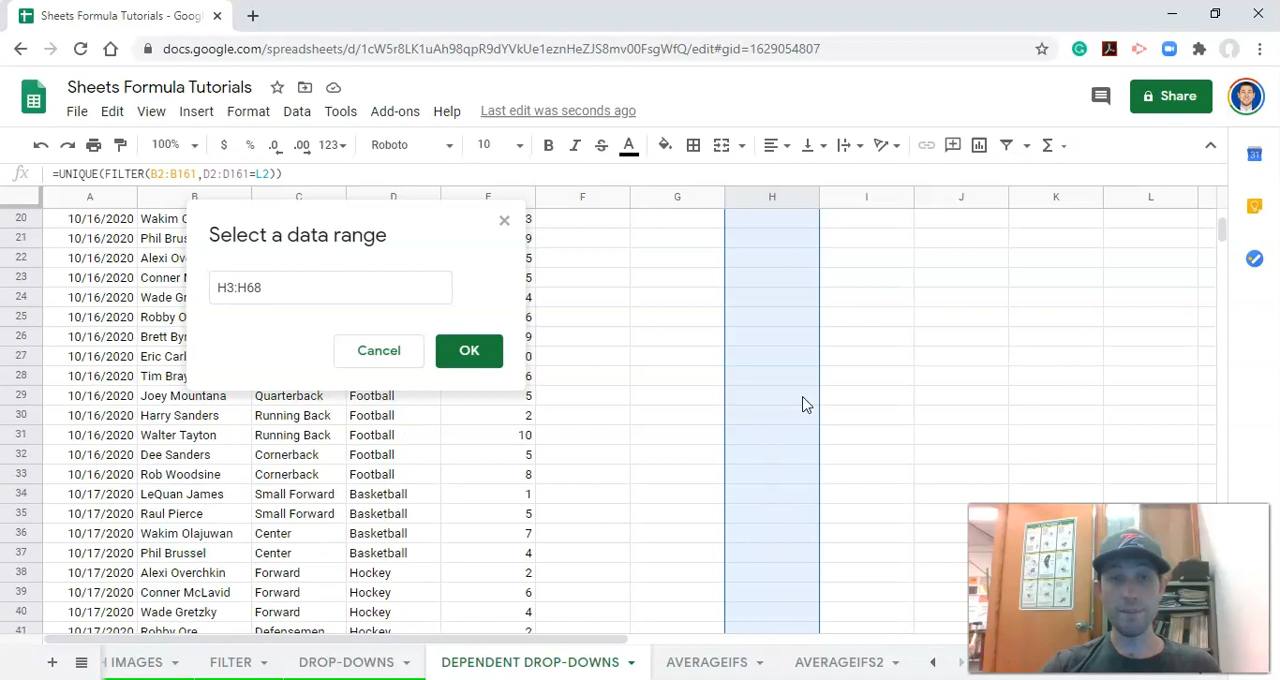 Sheets Formula Tutorials - Goog
docs.google.com/spreadsheets/d/1cW5r8LK1uAh98qpR9dYVkUe1eznHeZJS8mv00FsgWfQ/edit#gid=1629054807
Sheets Formula Tutorials
File Edit View Insert Format Data Tools Add-ons Help Last edit was seconds ago
Share
100% $ % .0 .00 123 Roboto 10 B I S A Σ
fx =UNIQUE(FILTER(B2:B161,D2:D161=L2))
A B C D E F G H I J K L
Select a data range
H3:H68
Cancel OK
20 10/16/2020 Wakim 3
21 10/16/2020 Phil 9
22 10/16/2020 Alexi 5
23 10/16/2020 Conner 5
24 10/16/2020 Wade 4
25 10/16/2020 Robby 6
26 10/16/2020 Brett 9
27 10/16/2020 Eric 0
28 10/16/2020 Tim 6
29 10/16/2020 Joey Mountana Quarterback Football 5
30 10/16/2020 Harry Sanders Running Back Football 2
31 10/16/2020 Walter Tayton Running Back Football 10
32 10/16/2020 Dee Sanders Cornerback Football 5
33 10/16/2020 Rob Woodsine Cornerback Football 8
34 10/17/2020 LeQuan James Small Forward Basketball 1
35 10/17/2020 Raul Pierce Small Forward Basketball 5
36 10/17/2020 Wakim Olajuwan Center Basketball 7
37 10/17/2020 Phil Brussel Center Basketball 4
38 10/17/2020 Alexi Overchkin Forward Hockey 2
39 10/17/2020 Conner McLavid Forward Hockey 6
40 10/17/2020 Wade Gretzky Forward Hockey 4
41 10/17/2020 Robby Ore Defensemen Hockey 2
H IMAGES FILTER DROP-DOWNS DEPENDENT DROP-DOWNS AVERAGEIFS AVERAGEIFS2